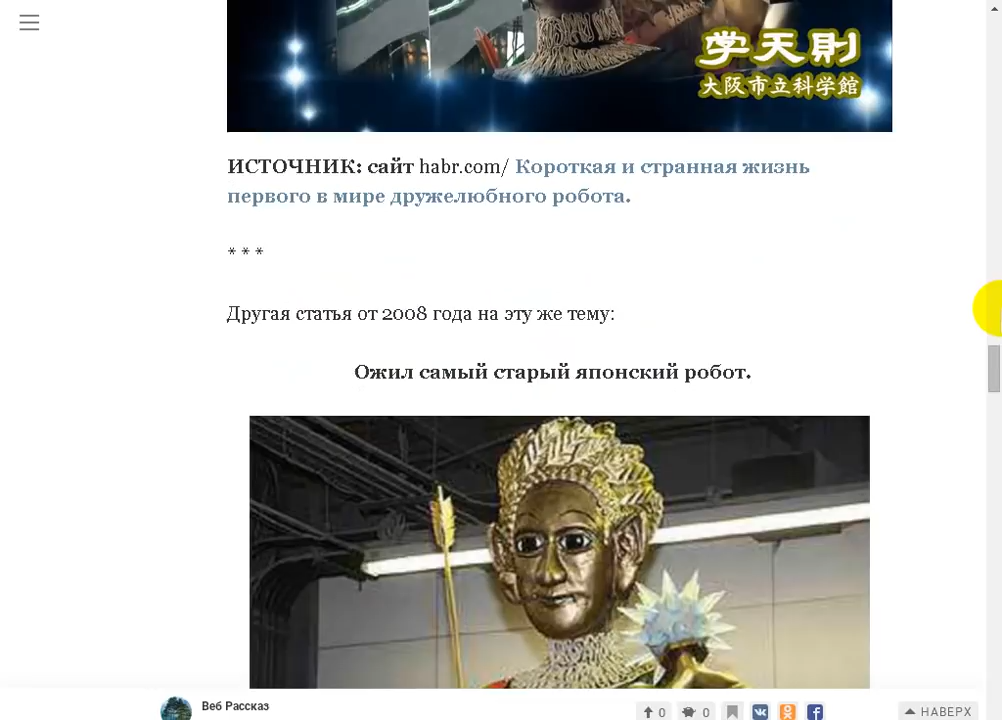 学天則
大阪市立科学館
ИСТОЧНИК: сайт habr.com/ Короткая и странная жизнь
первого в мире дружелюбного робота.
* * *
Другая статья от 2008 года на эту же тему:
Ожил самый старый японский робот.
Веб Рассказ
0
0
НАВЕРХ